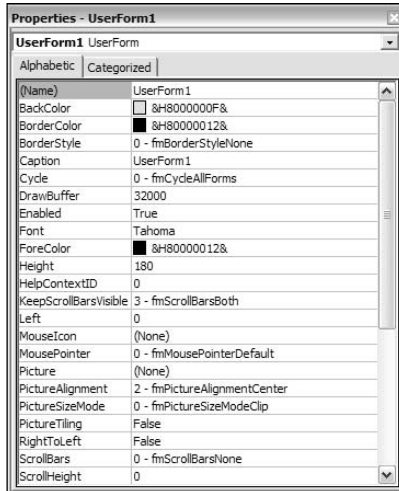 Properties - UserForm1
UserForm1 UserForm
Alphabetic Categorized
(Name) UserForm1
BackColor &H8000000F&
BorderColor &H80000012&
BorderStyle 0 - fmBorderStyleNone
Caption UserForm1
Cycle 0 - fmCycleAllForms
DrawBuffer 32000
Enabled True
Font Tahoma
ForeColor &H80000012&
Height 180
HelpContextID 0
KeepScrollBarsVisible 3 - fmScrollBarsBoth
Left 0
MouseIcon (None)
MousePointer 0 - fmMousePointerDefault
Picture (None)
PictureAlignment 2 - fmPictureAlignmentCenter
PictureSizeMode 0 - fmPictureSizeModeClip
PictureTiling False
RightToLeft False
ScrollBars 0 - fmScrollBarsNone
ScrollHeight 0